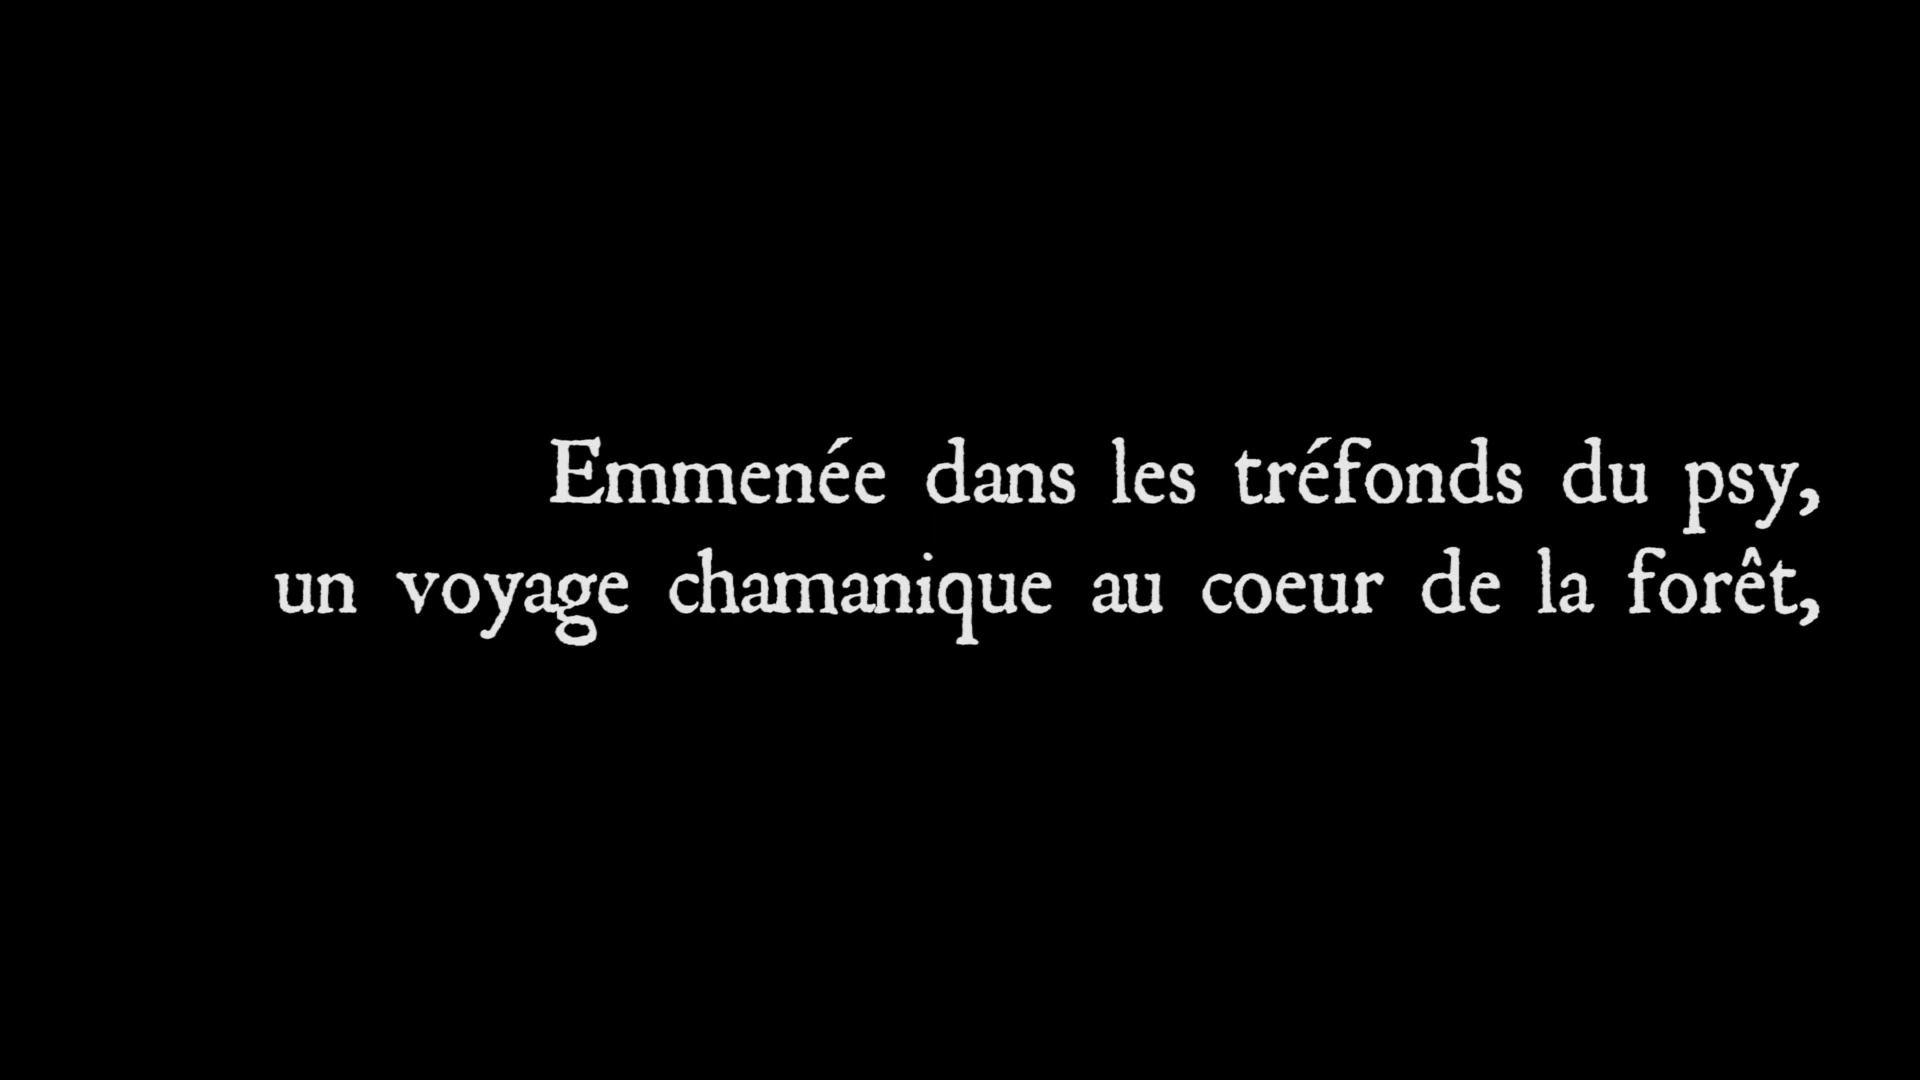 Emmenée dans les tréfonds du psy,
un voyage chamanique au coeur de la forêt,